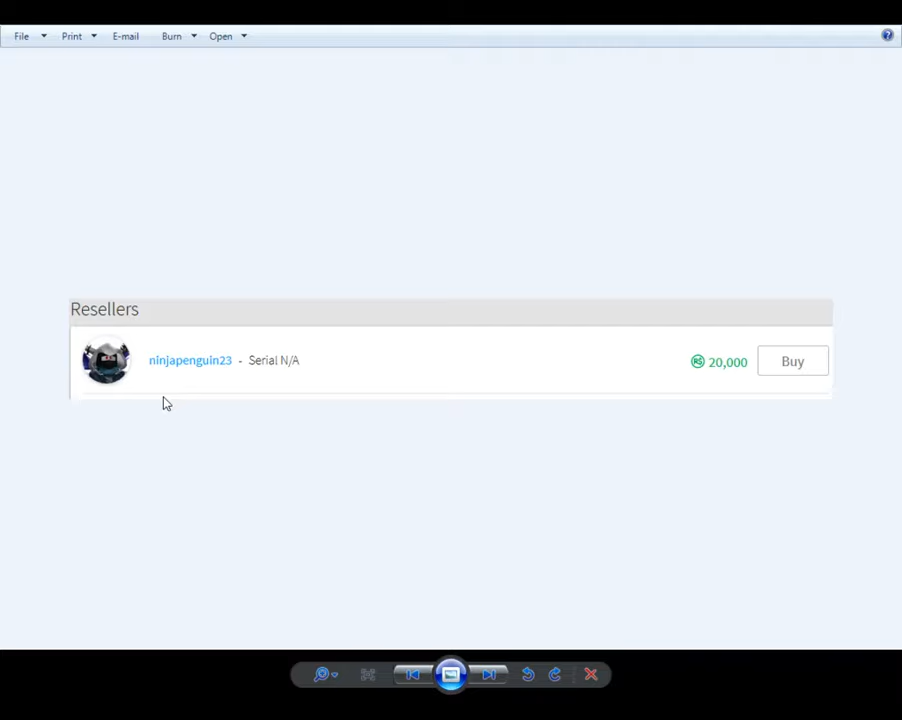 File Print E-mail Burn Open
Resellers
ninjapenguin23 - Serial N/A R$ 20,000 Buy